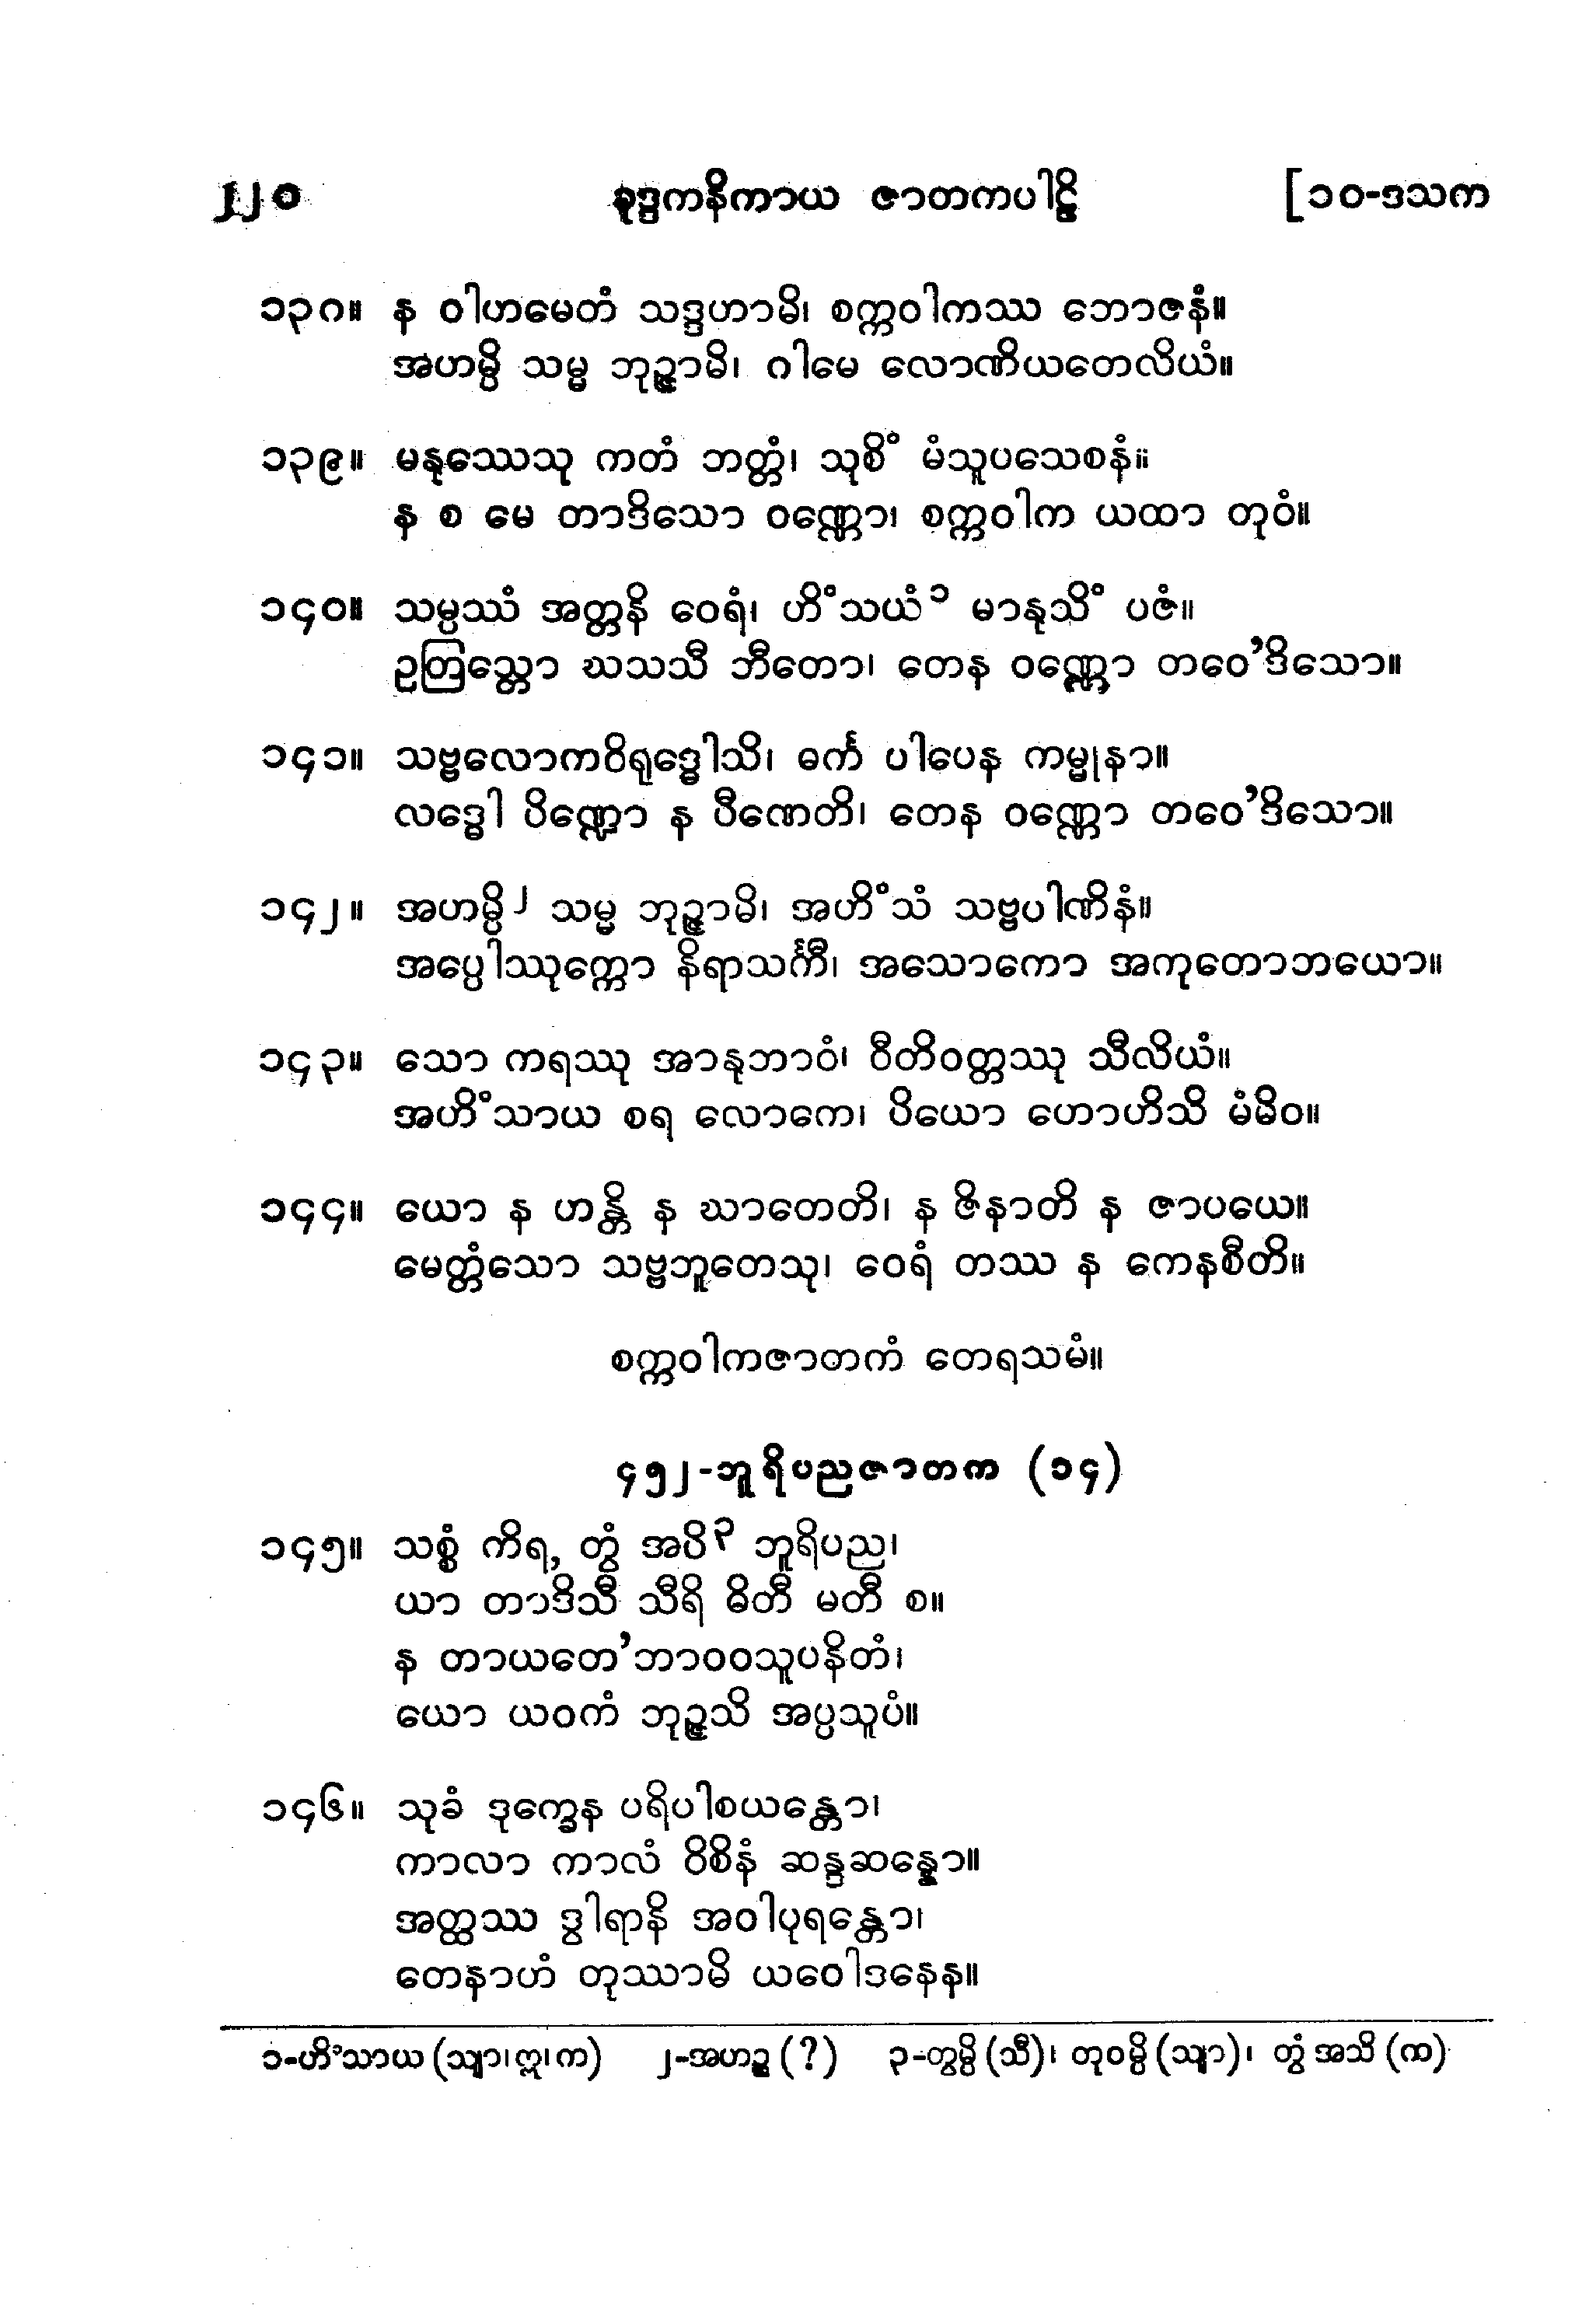 ၂၂၀ ခုဒ္ဒကနိကာယ ဇာတကပါဠိ [၁၀-ဒသက
၁၃၈။ န ဝါဟမေတံ သဒ္ဒဟာမိ၊ စက္ကဝါကဿ ဘောဇနံ။
အဟမ္ပိ သမ္မ ဘုဉ္ဇာမိ၊ ဂါမေ လောဏိယတေလိယံ။
၁၃၉။ မနုဿေသု ကတံ ဘတ္တံ၊ သုစိံ မံသူပသေစနံ။
န စ မေ တာဒိသော ဝဏ္ဏော၊ စက္ကဝါက ယထာ တုဝံ။
၁၄၀။ သမ္ပဿံ အတ္တနိ ဝေရံ၊ ဟိံသယံ၁ မာနုသိံ ပဇံ။
ဥတြသ္တော ဃသသီ ဘီတော၊ တေန ဝဏ္ဏော တဝေ’ဒိသော။
၁၄၁။ သဗ္ဗလောကဝိရုဒ္ဓေါသိ၊ ဓင်္က ပါပေန ကမ္မုနာ။
လဒ္ဓေါ ပိဏ္ဍော န ပီဏေတိ၊ တေန ဝဏ္ဏော တဝေ’ဒိသော။
၁၄၂။ အဟမ္ပိ၂ သမ္မ ဘုဉ္ဇာမိ၊ အဟိံသံ သဗ္ဗပါဏိနံ။
အပ္ပေါဿုက္ကော နိရာသင်္ကီ၊ အသောကော အကုတောဘယော။
၁၄၃။ သော ကရဿု အာနုဘာဝံ၊ ဝီတိဝတ္တဿု သီလိယံ။
အဟိံသာယ စရ လောကေ၊ ပိယော ဟောဟိသိ မံမိဝ။
၁၄၄။ ယော န ဟန္တိ န ဃာတေတိ၊ န ဇိနာတိ န ဇာပယေ။
မေတ္တံသော သဗ္ဗဘူတေသု၊ ဝေရံ တဿ န ကေနစီတိ။
စက္ကဝါကဇာတကံ တေရသမံ။
၄၅၂-ဘူရိပညဇာတက (၁၄)
၁၄၅။ သစ္စံ ကိရ, တွံ အပိ၃ ဘူရိပည၊
ယာ တာဒိသီ သီရိ ဓိတီ မတီ စ။
န တာယတေ’ဘာဝဝသူပနိတံ၊
ယော ယဝကံ ဘုဉ္ဇသိ အပ္ပသူပံ။
၁၄၆။ သုခံ ဒုက္ခေန ပရိပါစယန္တော၊
ကာလာ ကာလံ ဝိစိနံ ဆန္ဒဆန္နော။
အတ္ထဿ ဒွါရာနိ အဝါပုရန္တော၊
တေနာဟံ တုဿာမိ ယဝေါဒနေန။
၁-ဟိံသာယ (သျာ၊ ဣ၊ က) ၂-အဟဉ္စ (?) ၃-တွမ္ပိ (သီ)၊ တုဝမ္ပိ (သျာ)၊ တွံ အသိ (က)